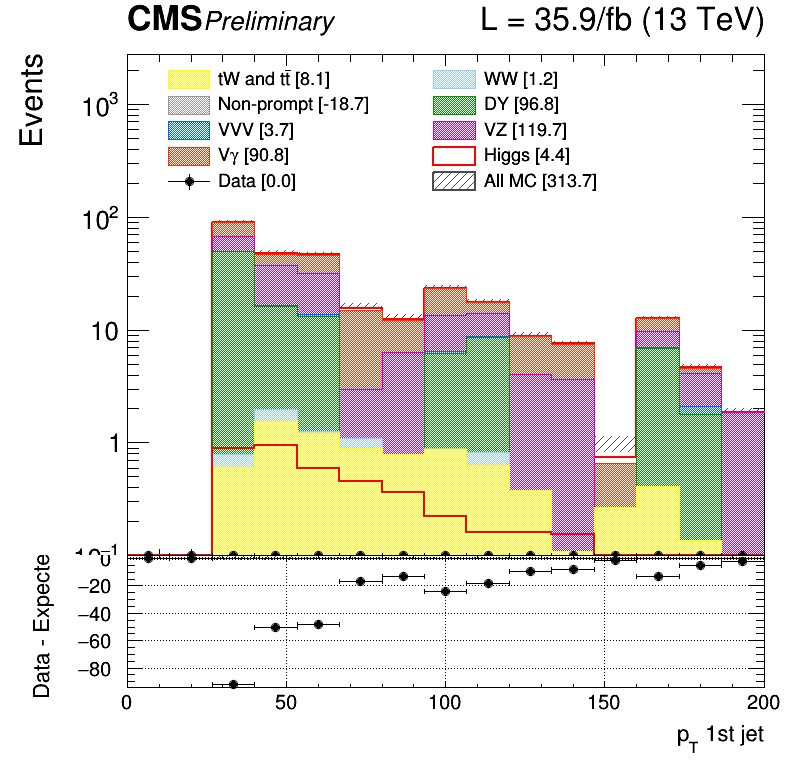 CMS Preliminary L = 35.9/fb (13 TeV)
Events
tW and tt̄ [8.1] WW [1.2]
Non-prompt [-18.7] DY [96.8]
VVV [3.7] VZ [119.7]
Vγ [90.8] Higgs [4.4]
Data [0.0] All MC [313.7]
10³
10²
10
1
Data - Expecte
−20
−40
−60
−80
0 50 100 150 200
p_T 1st jet